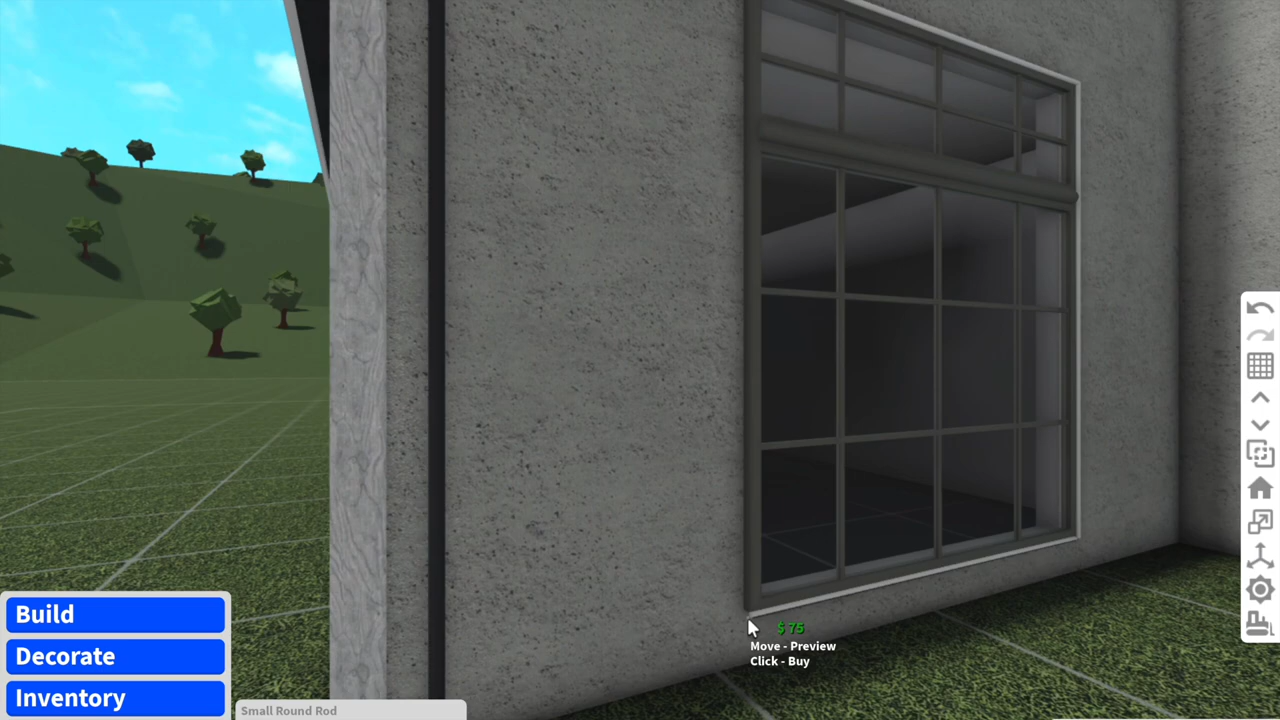 $ 75
Move - Preview
Click - Buy
Build
Decorate
Inventory
Small Round Rod